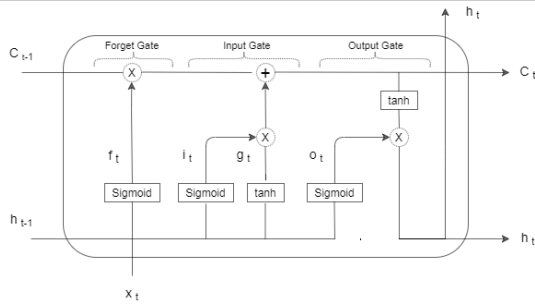 h t
Forget Gate Input Gate Output Gate
C t-1 X + C t
tanh
X X
f t i t g t o t
Sigmoid Sigmoid tanh Sigmoid
h t-1 h t
x t